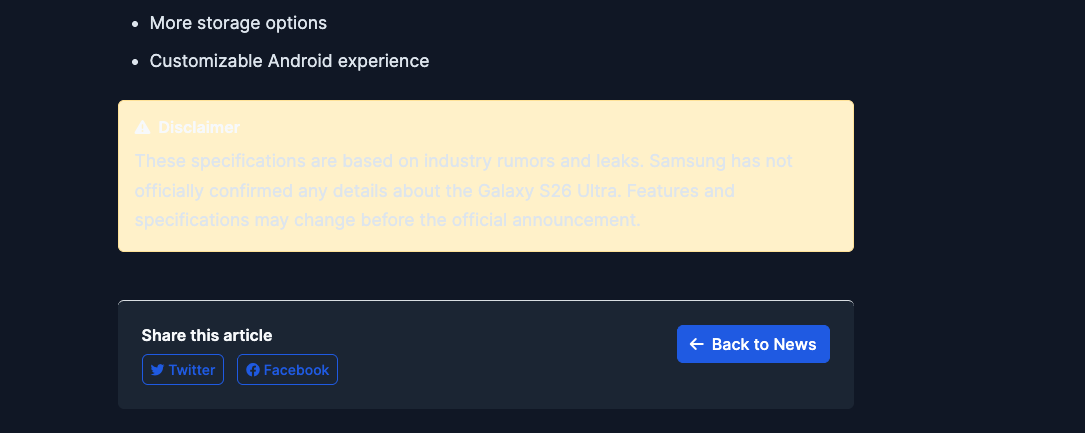 More storage options
Customizable Android experience
Disclaimer
These specifications are based on industry rumors and leaks. Samsung has not
officially confirmed any details about the Galaxy S26 Ultra. Features and
specifications may change before the official announcement.
Share this article
Back to News
Twitter
Facebook